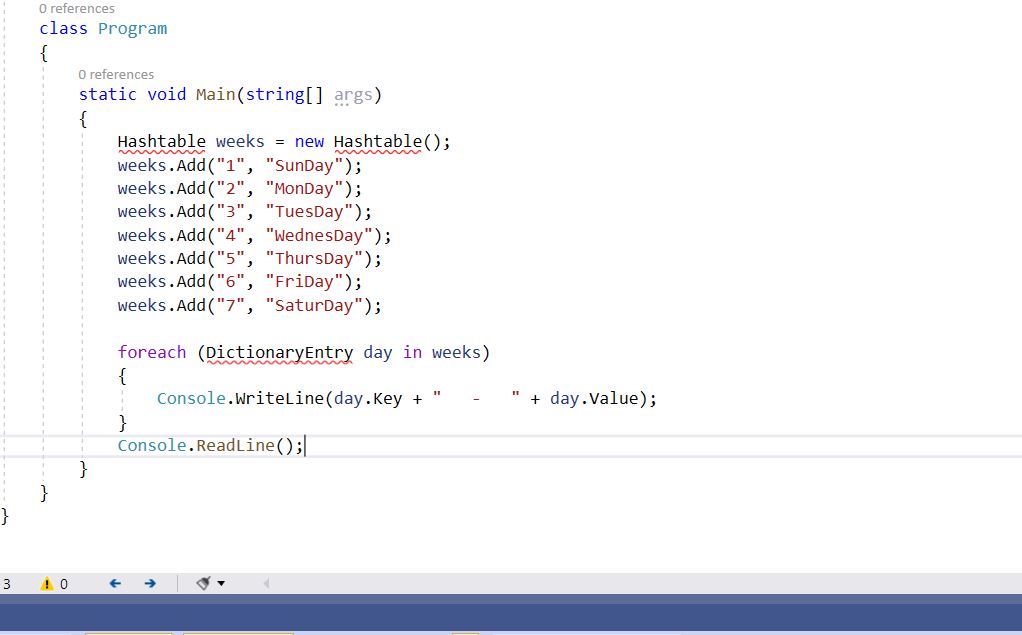 0 references
class Program
{
0 references
static void Main(string[] args)
{
Hashtable weeks = new Hashtable();
weeks.Add("1", "SunDay");
weeks.Add("2", "MonDay");
weeks.Add("3", "TuesDay");
weeks.Add("4", "WednesDay");
weeks.Add("5", "ThursDay");
weeks.Add("6", "FriDay");
weeks.Add("7", "SaturDay");
foreach (DictionaryEntry day in weeks)
{
Console.WriteLine(day.Key + "   -   " + day.Value);
}
Console.ReadLine();
}
}
}
3 0